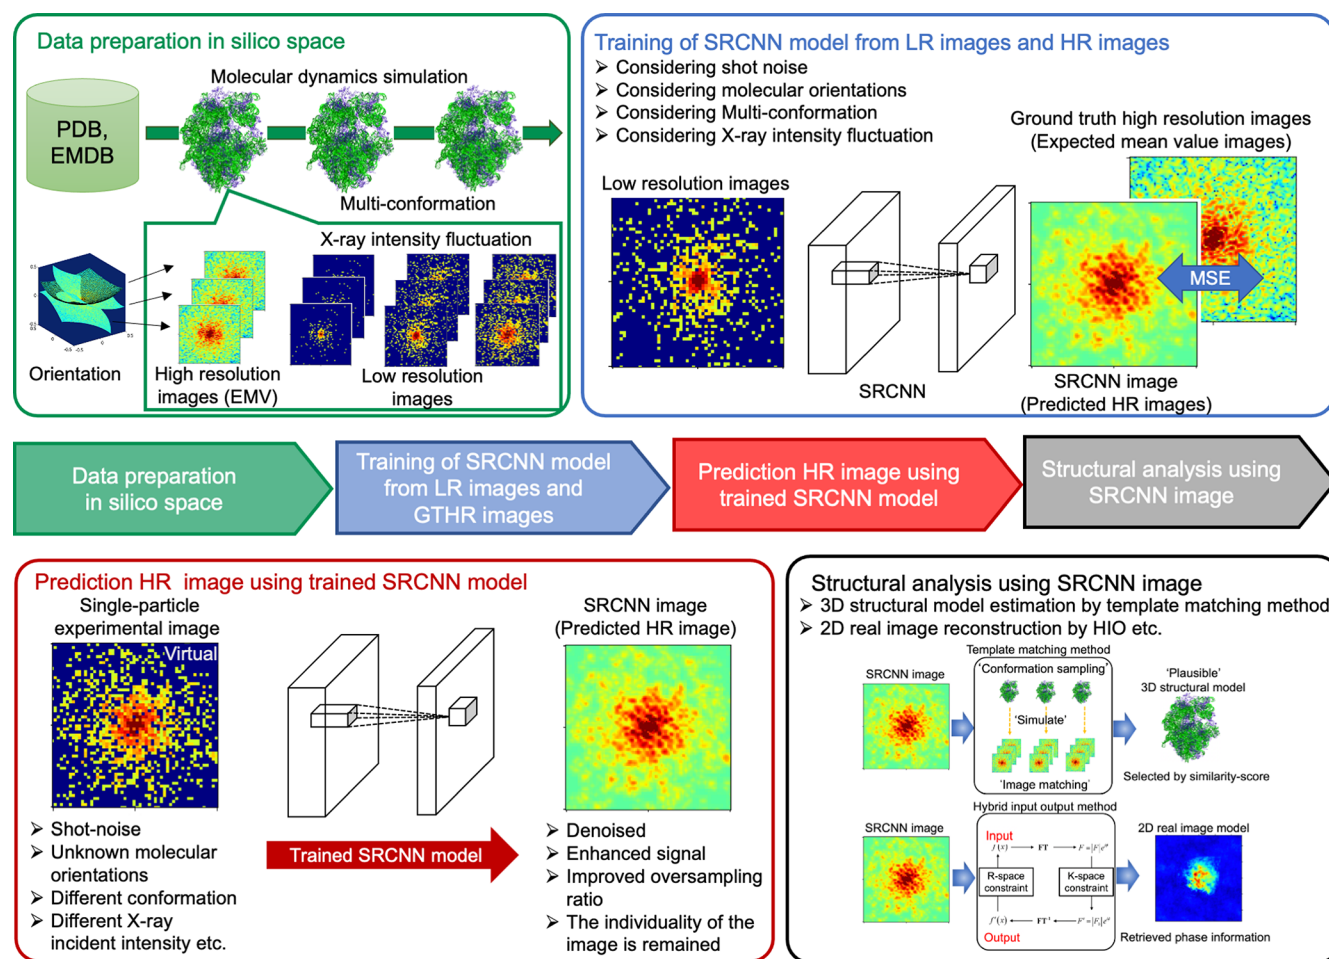 Data preparation in silico space
Molecular dynamics simulation
PDB,
EMDB
Multi-conformation
X-ray intensity fluctuation
Orientation
High resolution
images (EMV)
Low resolution
images
Training of SRCNN model from LR images and HR images
➢ Considering shot noise
➢ Considering molecular orientations
➢ Considering Multi-conformation
➢ Considering X-ray intensity fluctuation
Ground truth high resolution images
(Expected mean value images)
Low resolution images
MSE
SRCNN
SRCNN image
(Predicted HR images)
Data preparation
in silico space
Training of SRCNN model
from LR images and
GTHR images
Prediction HR image using
trained SRCNN model
Structural analysis using
SRCNN image
Prediction HR image using trained SRCNN model
Single-particle
experimental image
Virtual
SRCNN image
(Predicted HR image)
Trained SRCNN model
➢ Shot-noise
➢ Unknown molecular
orientations
➢ Different conformation
➢ Different X-ray
incident intensity etc.
➢ Denoised
➢ Enhanced signal
➢ Improved oversampling
ratio
➢ The individuality of the
image is remained
Structural analysis using SRCNN image
➢ 3D structural model estimation by template matching method
➢ 2D real image reconstruction by HIO etc.
Template matching method
SRCNN image
'Conformation sampling'
'Simulate'
'Image matching'
'Plausible'
3D structural model
Selected by similarity-score
Hybrid input output method
SRCNN image
Input
f(x) FT F=|F|e
R-space
constraint
K-space
constraint
f'(x) FT⁻¹
Output
2D real image model
Retrieved phase information